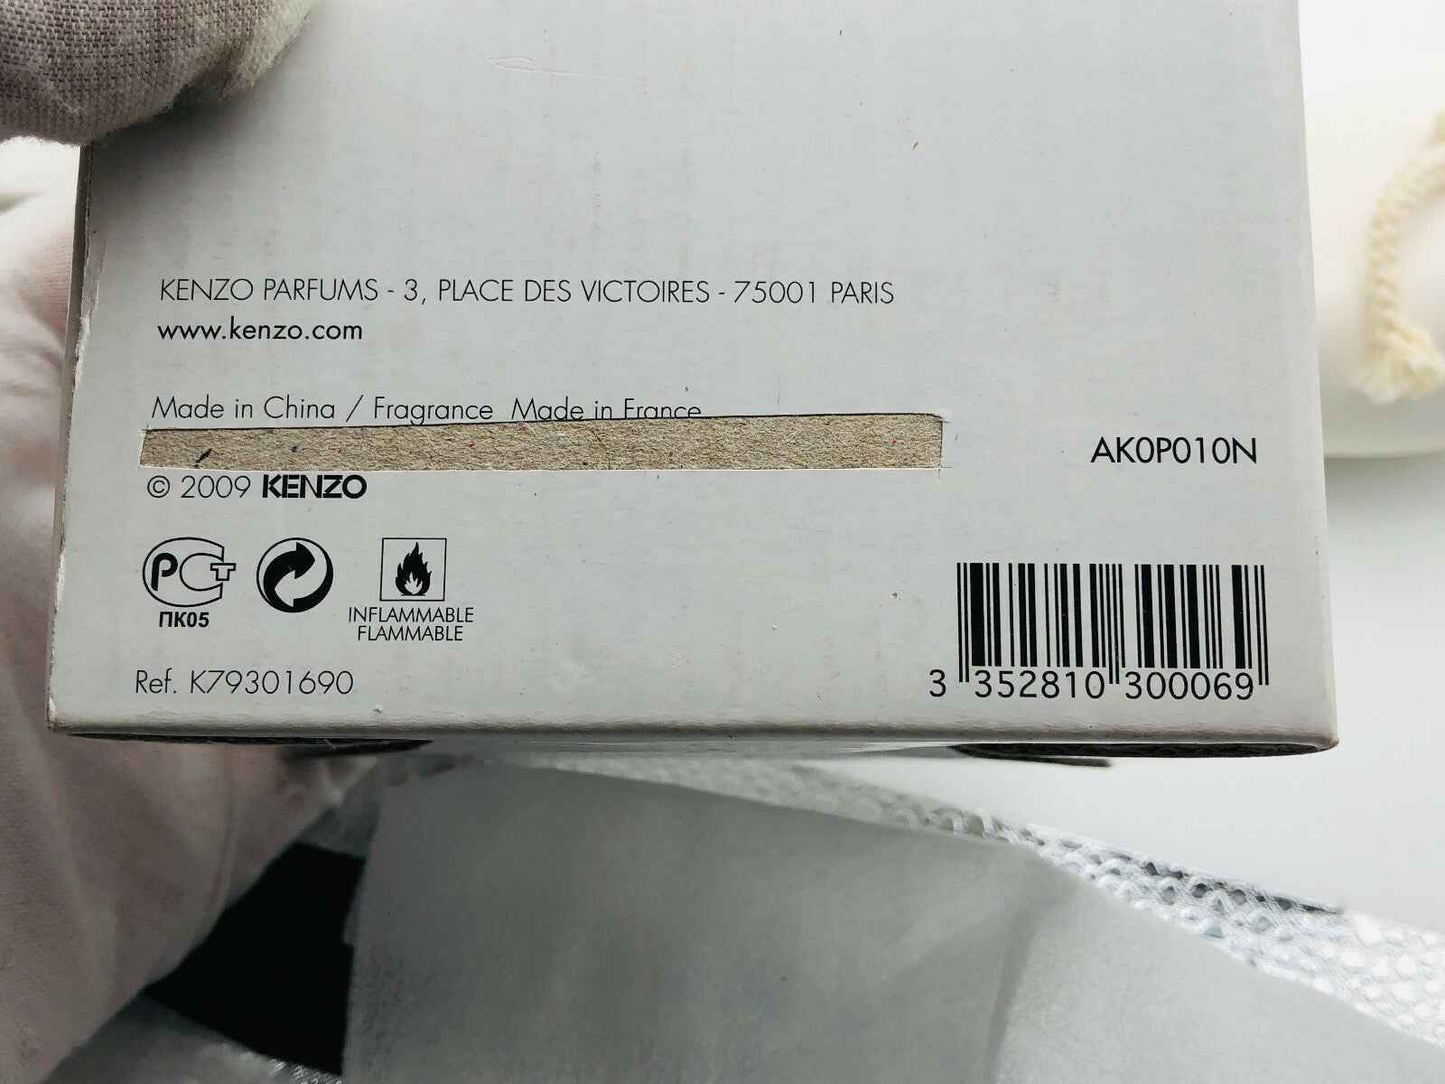 KENZO PARFUMS - 3, PLACE DES VICTOIRES - 75001 PARIS
www.kenzo.com
Made in China / Fragrance Made in France
AK0P010N
© 2009 KENZO
РСТ
ПК05
INFLAMMABLE
FLAMMABLE
Ref. K79301690
3 352810 300069